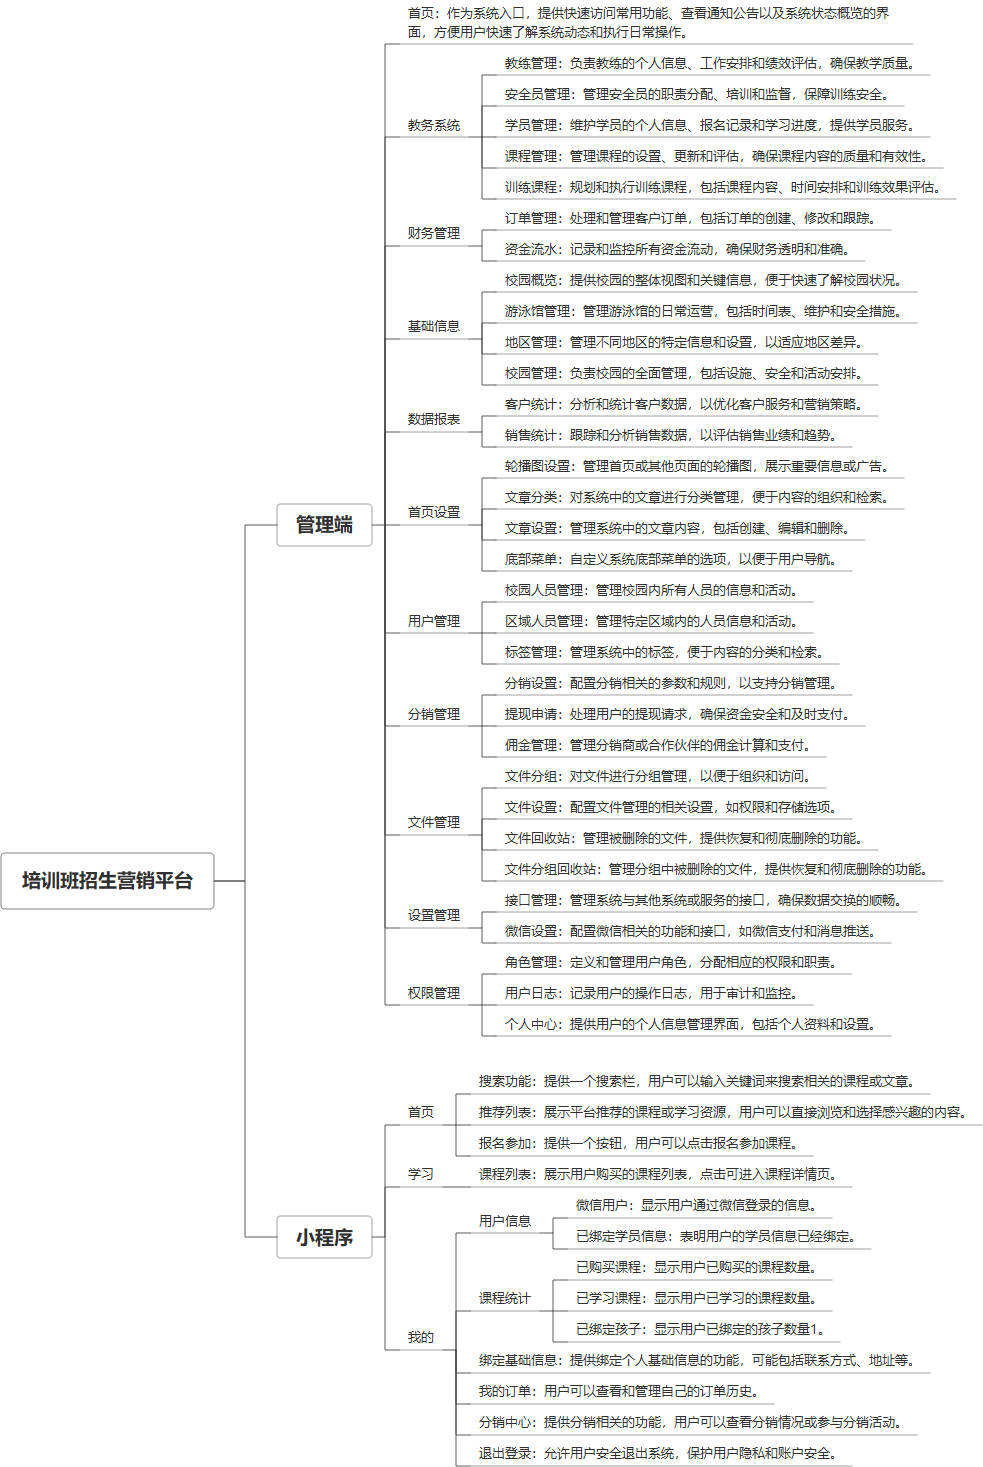 首页：作为系统入口，提供快速访问常用功能、查看通知公告以及系统状态概览的界
面，方便用户快速了解系统动态和执行日常操作。
教练管理：负责教练的个人信息、工作安排和绩效评估，确保教学质量。
安全员管理：管理安全员的职责分配、培训和监督，保障训练安全。
教务系统
学员管理：维护学员的个人信息、报名记录和学习进度，提供学员服务。
课程管理：管理课程的设置、更新和评估，确保课程内容的质量和有效性。
训练课程：规划和执行训练课程，包括课程内容、时间安排和训练效果评估。
订单管理：处理和管理客户订单，包括订单的创建、修改和跟踪。
财务管理
资金流水：记录和监控所有资金流动，确保财务透明和准确。
校园概览：提供校园的整体视图和关键信息，便于快速了解校园状况。
游泳馆管理：管理游泳馆的日常运营，包括时间表、维护和安全措施。
基础信息
地区管理：管理不同地区的特定信息和设置，以适应地区差异。
校园管理：负责校园的全面管理，包括设施、安全和活动安排。
客户统计：分析和统计客户数据，以优化客户服务和营销策略。
数据报表
销售统计：跟踪和分析销售数据，以评估销售业绩和趋势。
轮播图设置：管理首页或其他页面的轮播图，展示重要信息或广告。
文章分类：对系统中的文章进行分类管理，便于内容的组织和检索。
首页设置
管理端
文章设置：管理系统中的文章内容，包括创建、编辑和删除。
底部菜单：自定义系统底部菜单的选项，以便于用户导航。
校园人员管理：管理校园内所有人员的信息和活动。
用户管理
区域人员管理：管理特定区域内的人员信息和活动。
标签管理：管理系统中的标签，便于内容的分类和检索。
分销设置：配置分销相关的参数和规则，以支持分销管理。
分销管理
提现申请：处理用户的提现请求，确保资金安全和及时支付。
佣金管理：管理分销商或合作伙伴的佣金计算和支付。
文件分组：对文件进行分组管理，以便于组织和访问。
文件设置：配置文件管理的相关设置，如权限和存储选项。
文件管理
文件回收站：管理被删除的文件，提供恢复和彻底删除的功能。
文件分组回收站：管理分组中被删除的文件，提供恢复和彻底删除的功能。
培训班招生营销平台
接口管理：管理系统与其他系统或服务的接口，确保数据交换的顺畅。
设置管理
微信设置：配置微信相关的功能和接口，如微信支付和消息推送。
角色管理：定义和管理用户角色，分配相应的权限和职责。
权限管理
用户日志：记录用户的操作日志，用于审计和监控。
个人中心：提供用户的个人信息管理界面，包括个人资料和设置。
搜索功能：提供一个搜索栏，用户可以输入关键词来搜索相关的课程或文章。
首页
推荐列表：展示平台推荐的课程或学习资源，用户可以直接浏览和选择感兴趣的内容。
报名参加：提供一个按钮，用户可以点击报名参加课程。
学习
课程列表：展示用户购买的课程列表，点击可进入课程详情页。
小程序
微信用户：显示用户通过微信登录的信息。
用户信息
已绑定学员信息：表明用户的学员信息已经绑定。
已购买课程：显示用户已购买的课程数量。
课程统计
已学习课程：显示用户已学习的课程数量。
已绑定孩子：显示用户已绑定的孩子数量1。
我的
绑定基础信息：提供绑定个人基础信息的功能，可能包括联系方式、地址等。
我的订单：用户可以查看和管理自己的订单历史。
分销中心：提供分销相关的功能，用户可以查看分销情况或参与分销活动。
退出登录：允许用户安全退出系统，保护用户隐私和账户安全。